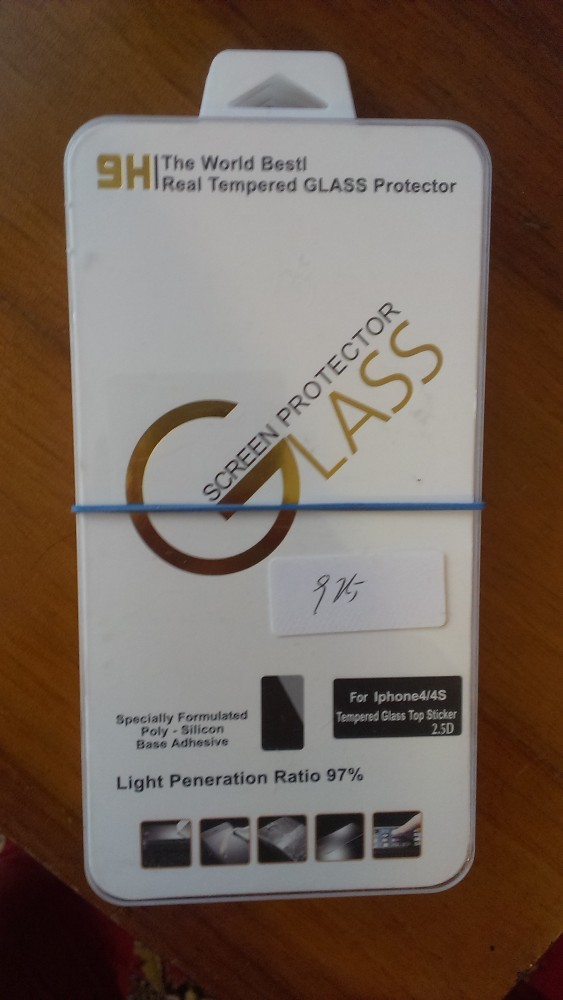 9H The World Best!
Real Tempered GLASS Protector
SCREEN PROTECTOR
GLASS
For Iphone4/4S
Tempered Glass Top Sticker
2.5D
Specially Formulated
Poly - Silicon
Base Adhesive
Light Peneration Ratio 97%